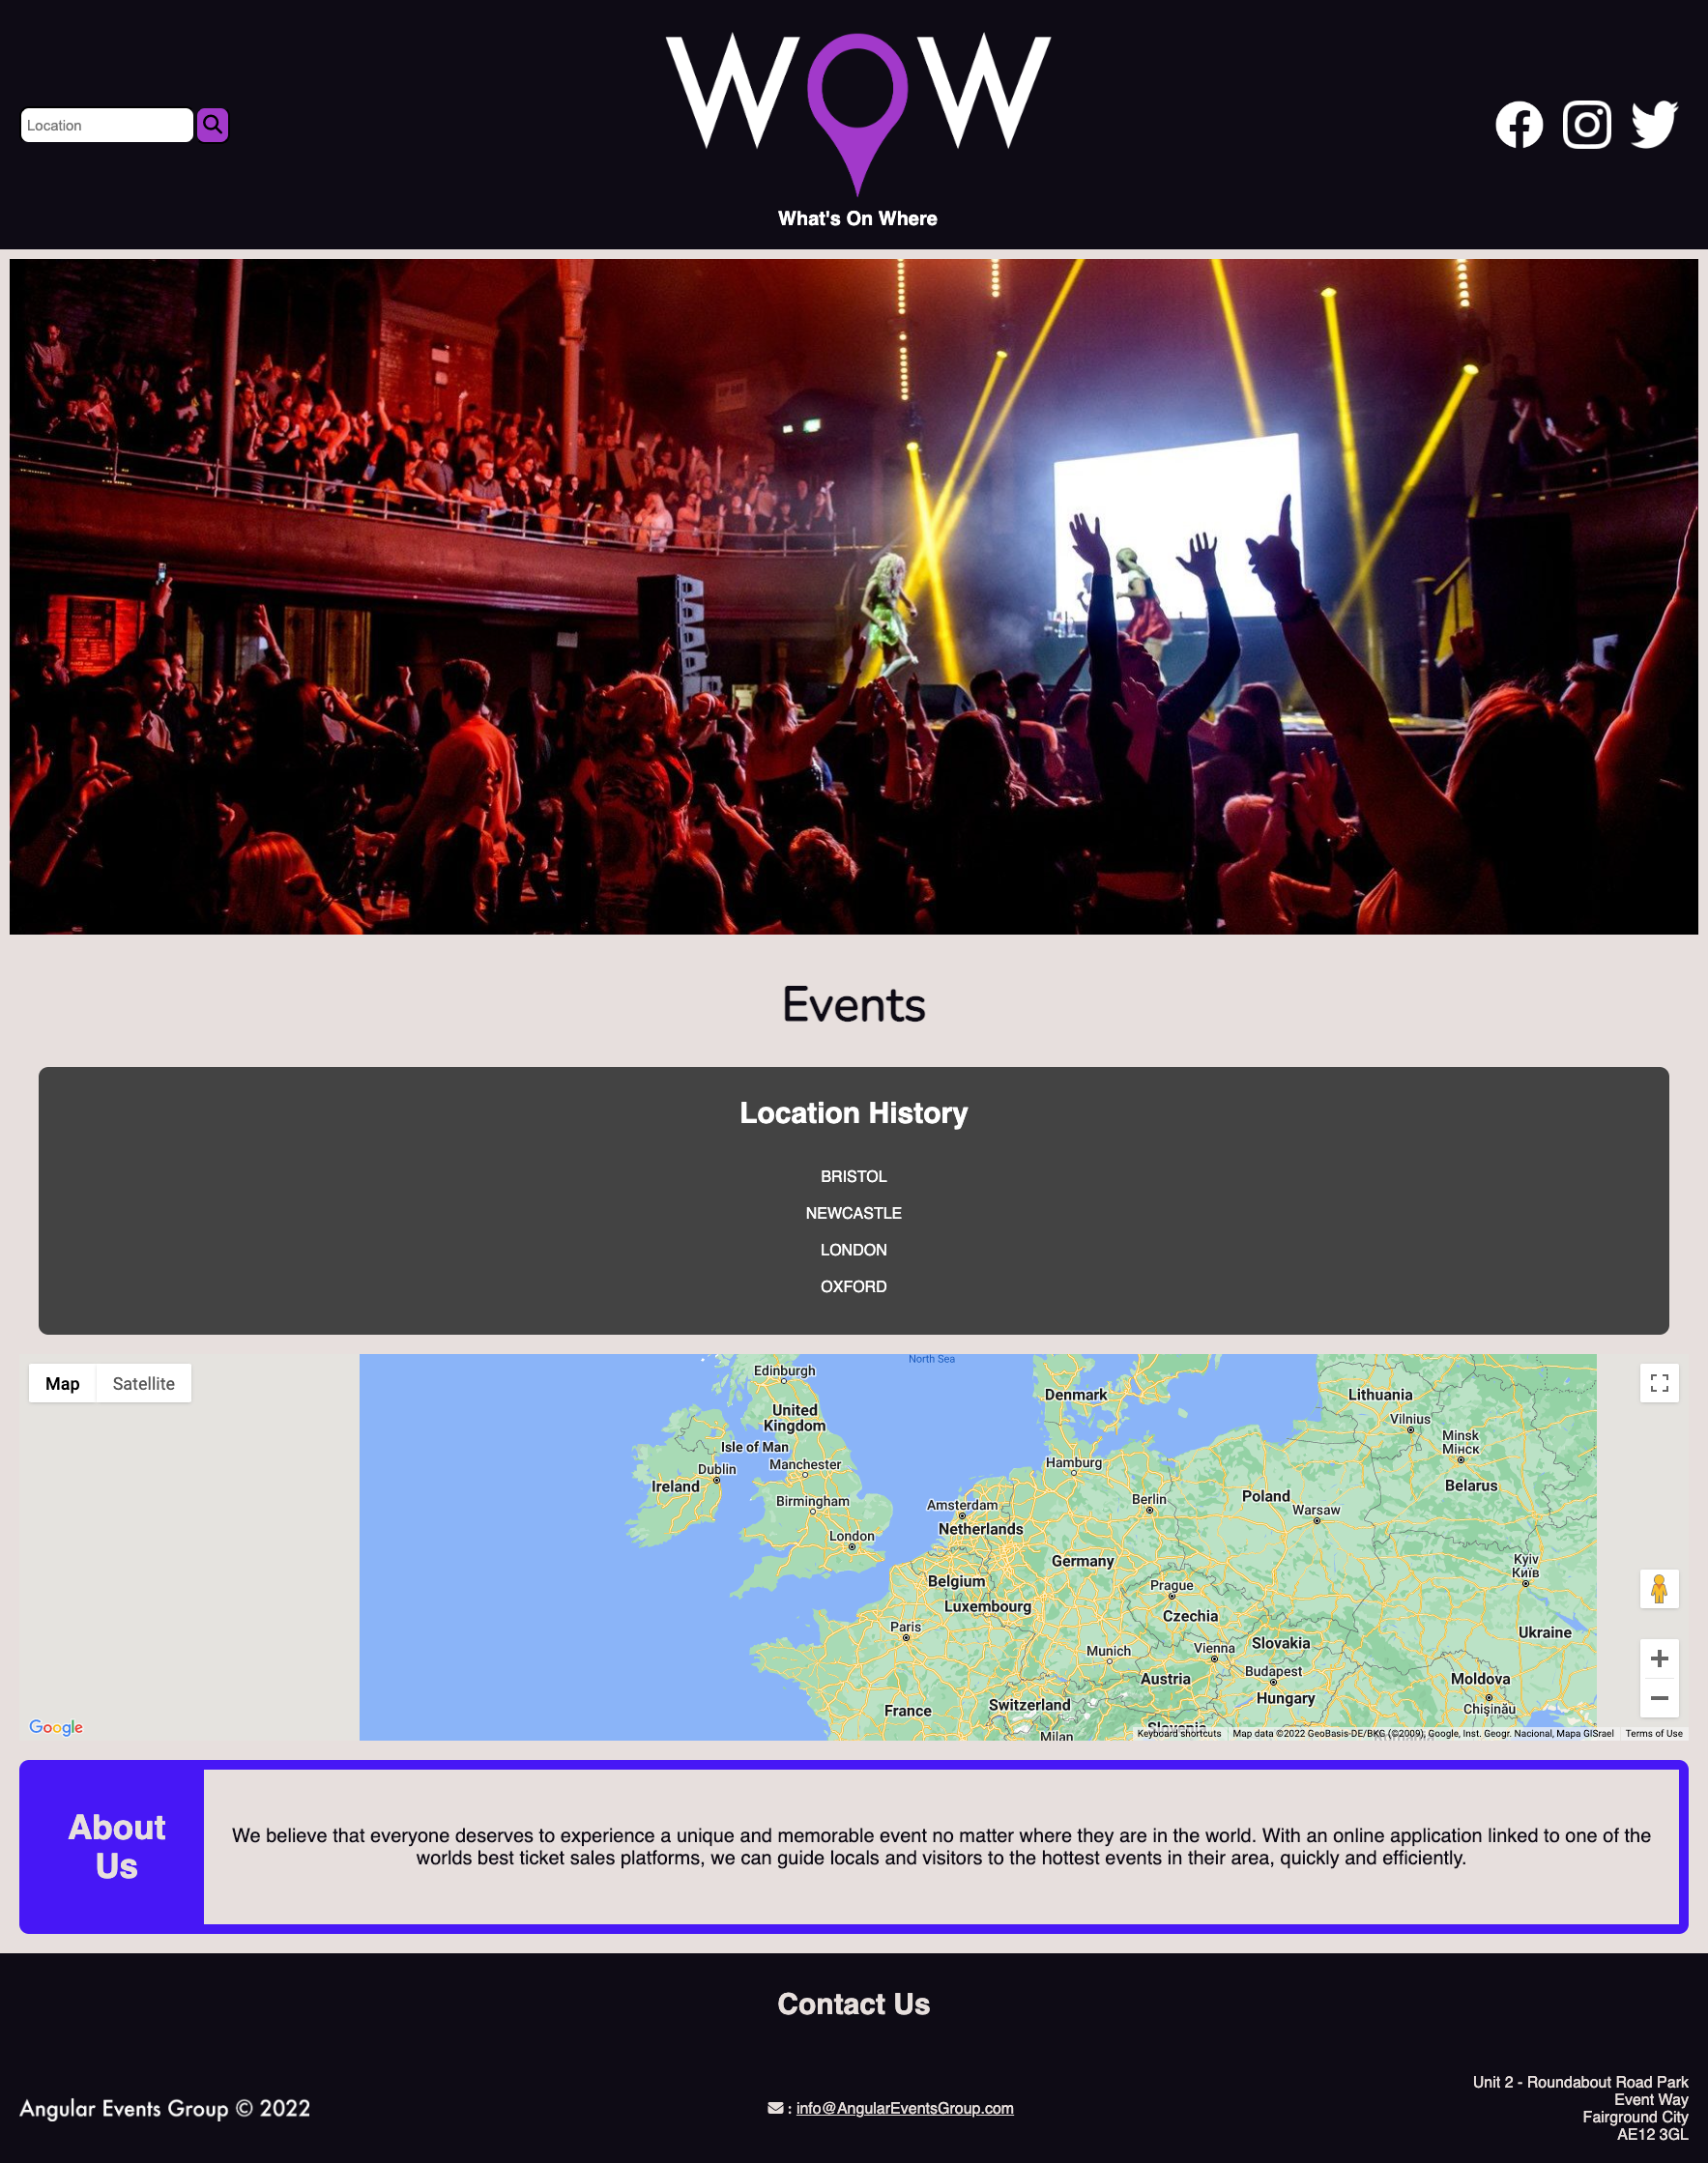 WOW
Location
What's On Where
Events
Location History
BRISTOL
NEWCASTLE
LONDON
OXFORD
Map
Satellite
North Sea
Edinburgh
United
Kingdom
Isle of Man
Dublin
Ireland
Manchester
Birmingham
London
Denmark
Hamburg
Amsterdam
Netherlands
Berlin
Germany
Belgium
Luxembourg
Paris
France
Prague
Czechia
Munich
Vienna
Austria
Switzerland
Milan
Slovenia
Slovakia
Budapest
Hungary
Poland
Warsaw
Lithuania
Vilnius
Minsk
Мінск
Belarus
Kyiv
Київ
Ukraine
Moldova
Chișinău
Romania
Google
Keyboard shortcuts
Map data ©2022 GeoBasis-DE/BKG (©2009), Google, Inst. Geogr. Nacional, Mapa GISrael
Terms of Use
About
Us
We believe that everyone deserves to experience a unique and memorable event no matter where they are in the world. With an online application linked to one of the
worlds best ticket sales platforms, we can guide locals and visitors to the hottest events in their area, quickly and efficiently.
Contact Us
Angular Events Group © 2022
: info@AngularEventsGroup.com
Unit 2 - Roundabout Road Park
Event Way
Fairground City
AE12 3GL